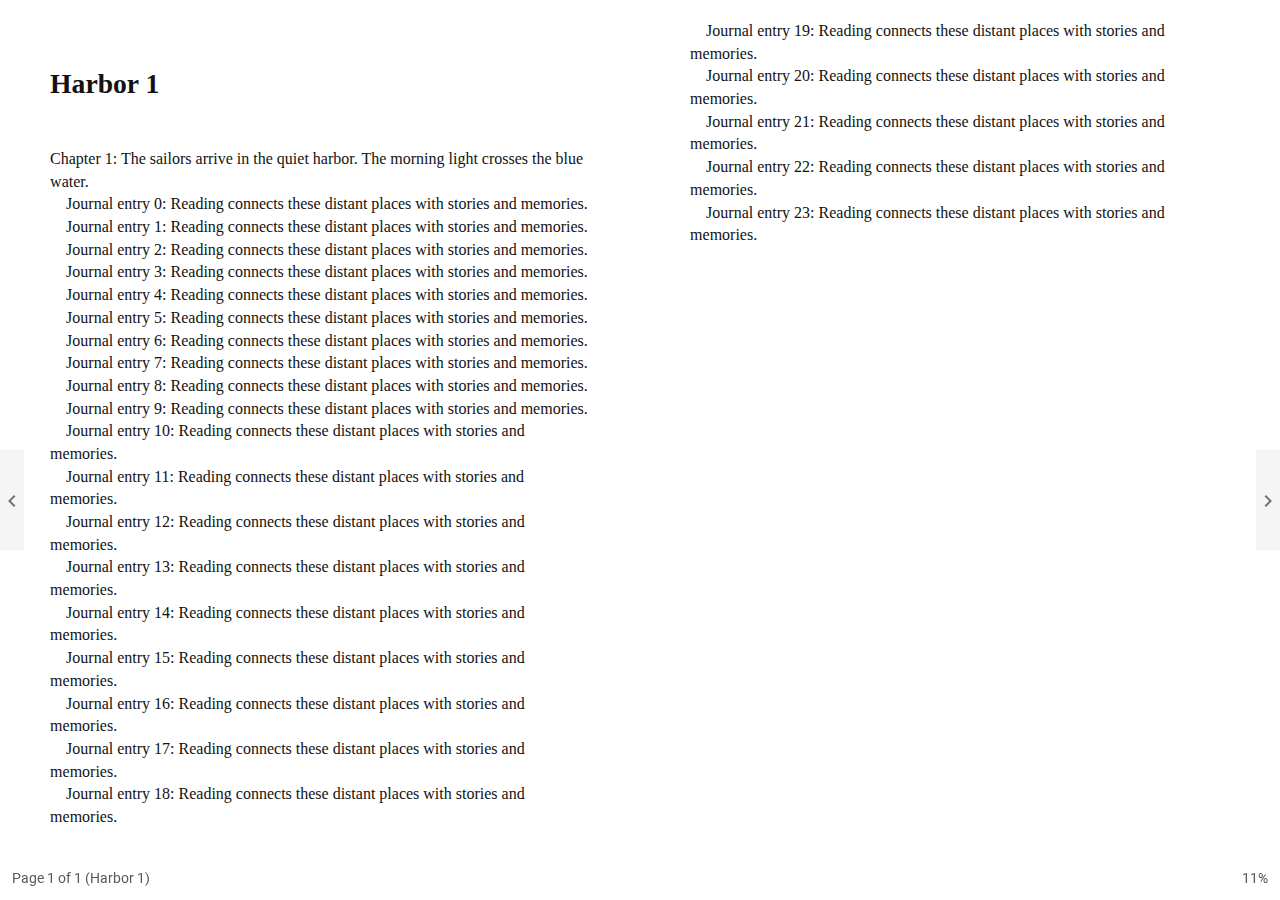 Harbor 1
Chapter 1: The sailors arrive in the quiet harbor. The morning light crosses the blue
water.
Journal entry 0: Reading connects these distant places with stories and memories.
Journal entry 1: Reading connects these distant places with stories and memories.
Journal entry 2: Reading connects these distant places with stories and memories.
Journal entry 3: Reading connects these distant places with stories and memories.
Journal entry 4: Reading connects these distant places with stories and memories.
Journal entry 5: Reading connects these distant places with stories and memories.
Journal entry 6: Reading connects these distant places with stories and memories.
Journal entry 7: Reading connects these distant places with stories and memories.
Journal entry 8: Reading connects these distant places with stories and memories.
Journal entry 9: Reading connects these distant places with stories and memories.
Journal entry 10: Reading connects these distant places with stories and
memories.
Journal entry 11: Reading connects these distant places with stories and
memories.
Journal entry 12: Reading connects these distant places with stories and
memories.
Journal entry 13: Reading connects these distant places with stories and
memories.
Journal entry 14: Reading connects these distant places with stories and
memories.
Journal entry 15: Reading connects these distant places with stories and
memories.
Journal entry 16: Reading connects these distant places with stories and
memories.
Journal entry 17: Reading connects these distant places with stories and
memories.
Journal entry 18: Reading connects these distant places with stories and
memories.
Journal entry 19: Reading connects these distant places with stories and
memories.
Journal entry 20: Reading connects these distant places with stories and
memories.
Journal entry 21: Reading connects these distant places with stories and
memories.
Journal entry 22: Reading connects these distant places with stories and
memories.
Journal entry 23: Reading connects these distant places with stories and
memories.
Page 1 of 1 (Harbor 1)
11%